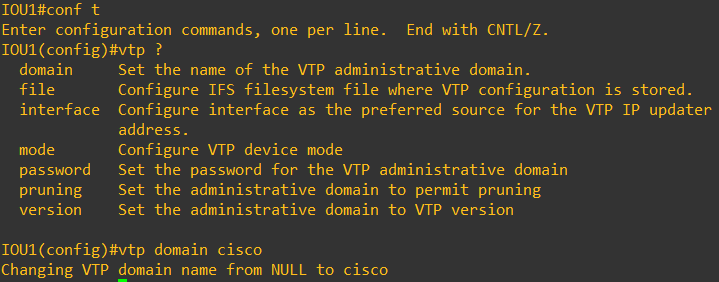 IOU1#conf t
Enter configuration commands, one per line.  End with CNTL/Z.
IOU1(config)#vtp ?
  domain     Set the name of the VTP administrative domain.
  file       Configure IFS filesystem file where VTP configuration is stored.
  interface  Configure interface as the preferred source for the VTP IP updater
             address.
  mode       Configure VTP device mode
  password   Set the password for the VTP administrative domain
  pruning    Set the administrative domain to permit pruning
  version    Set the administrative domain to VTP version

IOU1(config)#vtp domain cisco
Changing VTP domain name from NULL to cisco